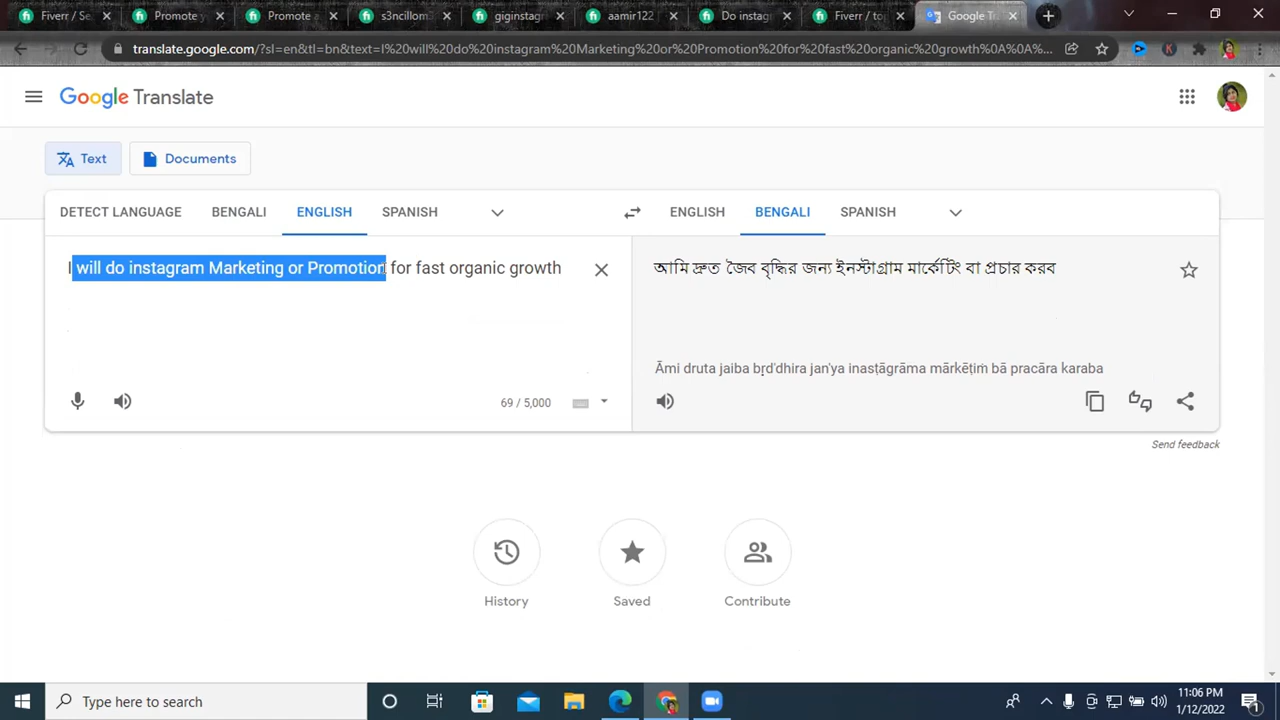 Fiverr / Se
Promote y
Promote a
s3ncillom
giginstag
aamir122
Do instag
Fiverr / to
Google Tr
translate.google.com/?sl=en&tl=bn&text=I%20will%20do%20instagram%20Marketing%20or%20Promotion%20for%20fast%20organic%20growth%0A%0A%...
K
Google Translate
Text
Documents
DETECT LANGUAGE
BENGALI
ENGLISH
SPANISH
ENGLISH
BENGALI
SPANISH
I will do instagram Marketing or Promotion for fast organic growth
আমি দ্রুত জৈব বৃদ্ধির জন্য ইনস্টাগ্রাম মার্কেটিং বা প্রচার করব
Āmi druta jaiba br̥d'dhira jan'ya inasṭāgrāma mārkēṭiṁ bā pracāra karaba
69 / 5,000
Send feedback
History
Saved
Contribute
Type here to search
11:06 PM
1/12/2022
1